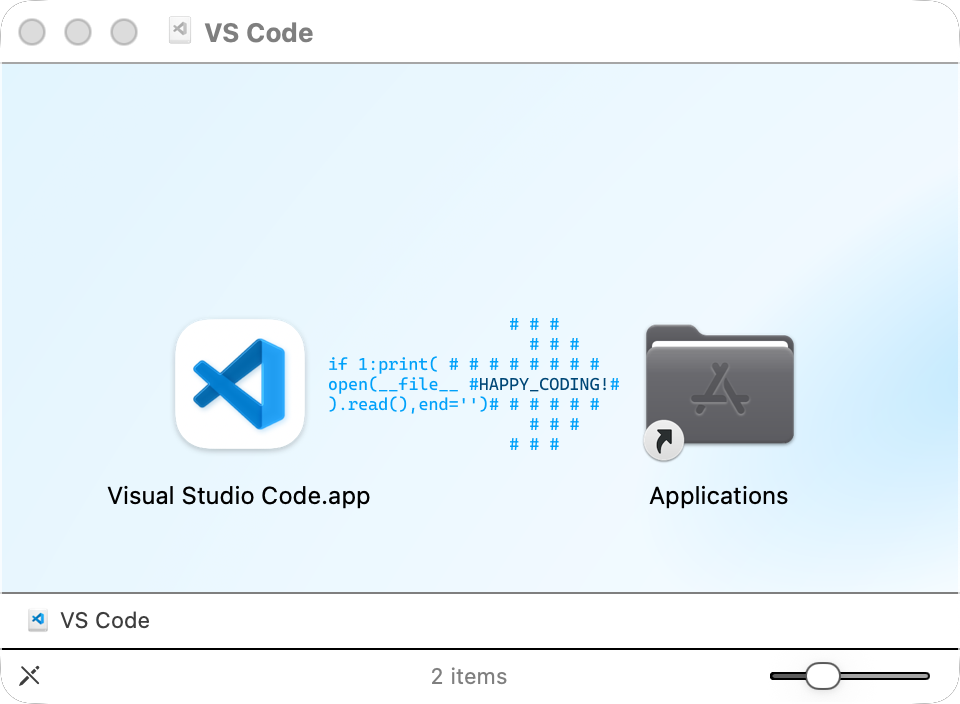 VS Code
# # #
# # #
if 1:print( # # # # # # # #
open(__file__ #HAPPY_CODING!#
).read(),end='')# # # # # #
# # #
# # #
Visual Studio Code.app
Applications
VS Code
2 items